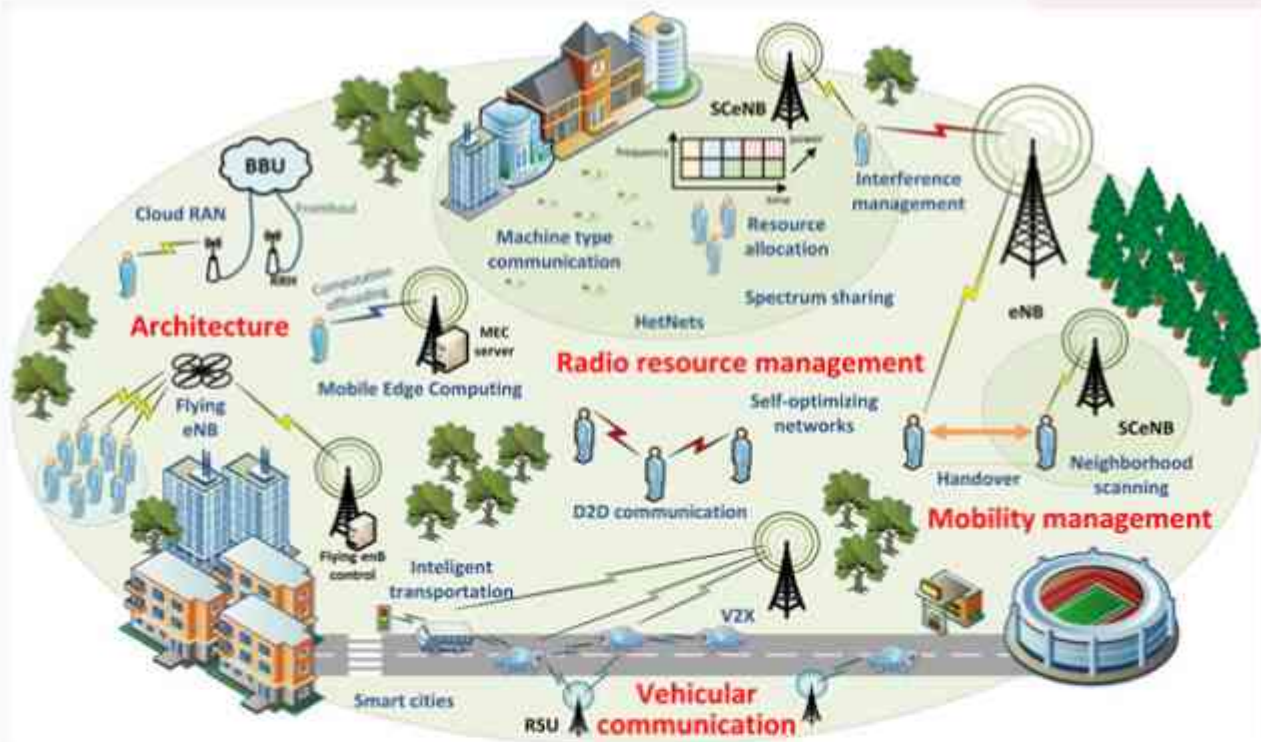 SCeNB
frequency
power
time
BBU
Fronthaul
Cloud RAN
RRH
Interference
management
Machine type
communication
Resource
allocation
Spectrum sharing
HetNets
eNB
Computation
offloading
Architecture
MEC
server
Mobile Edge Computing
Radio resource management
Flying
eNB
Self-optimizing
networks
SCeNB
Handover
Neighborhood
scanning
D2D communication
Mobility management
Flying enB
control
Inteligent
transportation
V2X
Smart cities
RSU
Vehicular
communication